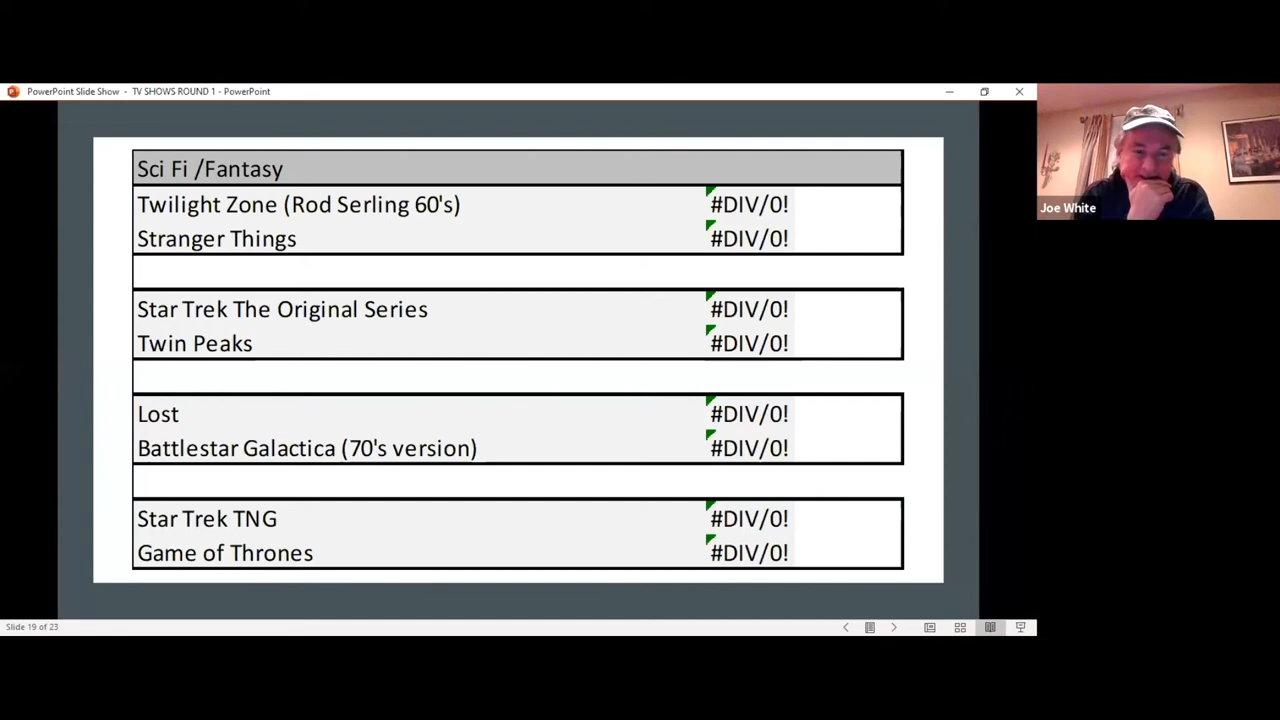 PowerPoint Slide Show - TV SHOWS ROUND 1 - PowerPoint
Sci Fi /Fantasy
Twilight Zone (Rod Serling 60's) #DIV/0!
Stranger Things #DIV/0!
Star Trek The Original Series #DIV/0!
Twin Peaks #DIV/0!
Lost #DIV/0!
Battlestar Galactica (70's version) #DIV/0!
Star Trek TNG #DIV/0!
Game of Thrones #DIV/0!
Joe White
Slide 19 of 23